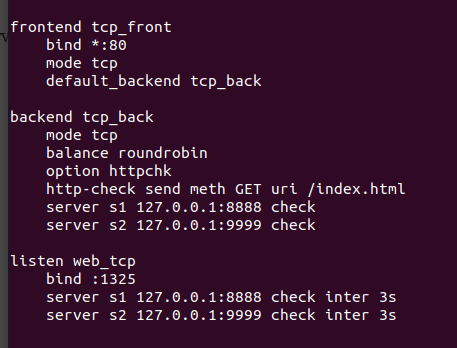 frontend tcp_front
    bind *:80
    mode tcp
    default_backend tcp_back

backend tcp_back
    mode tcp
    balance roundrobin
    option httpchk
    http-check send meth GET uri /index.html
    server s1 127.0.0.1:8888 check
    server s2 127.0.0.1:9999 check

listen web_tcp
    bind :1325
    server s1 127.0.0.1:8888 check inter 3s
    server s2 127.0.0.1:9999 check inter 3s